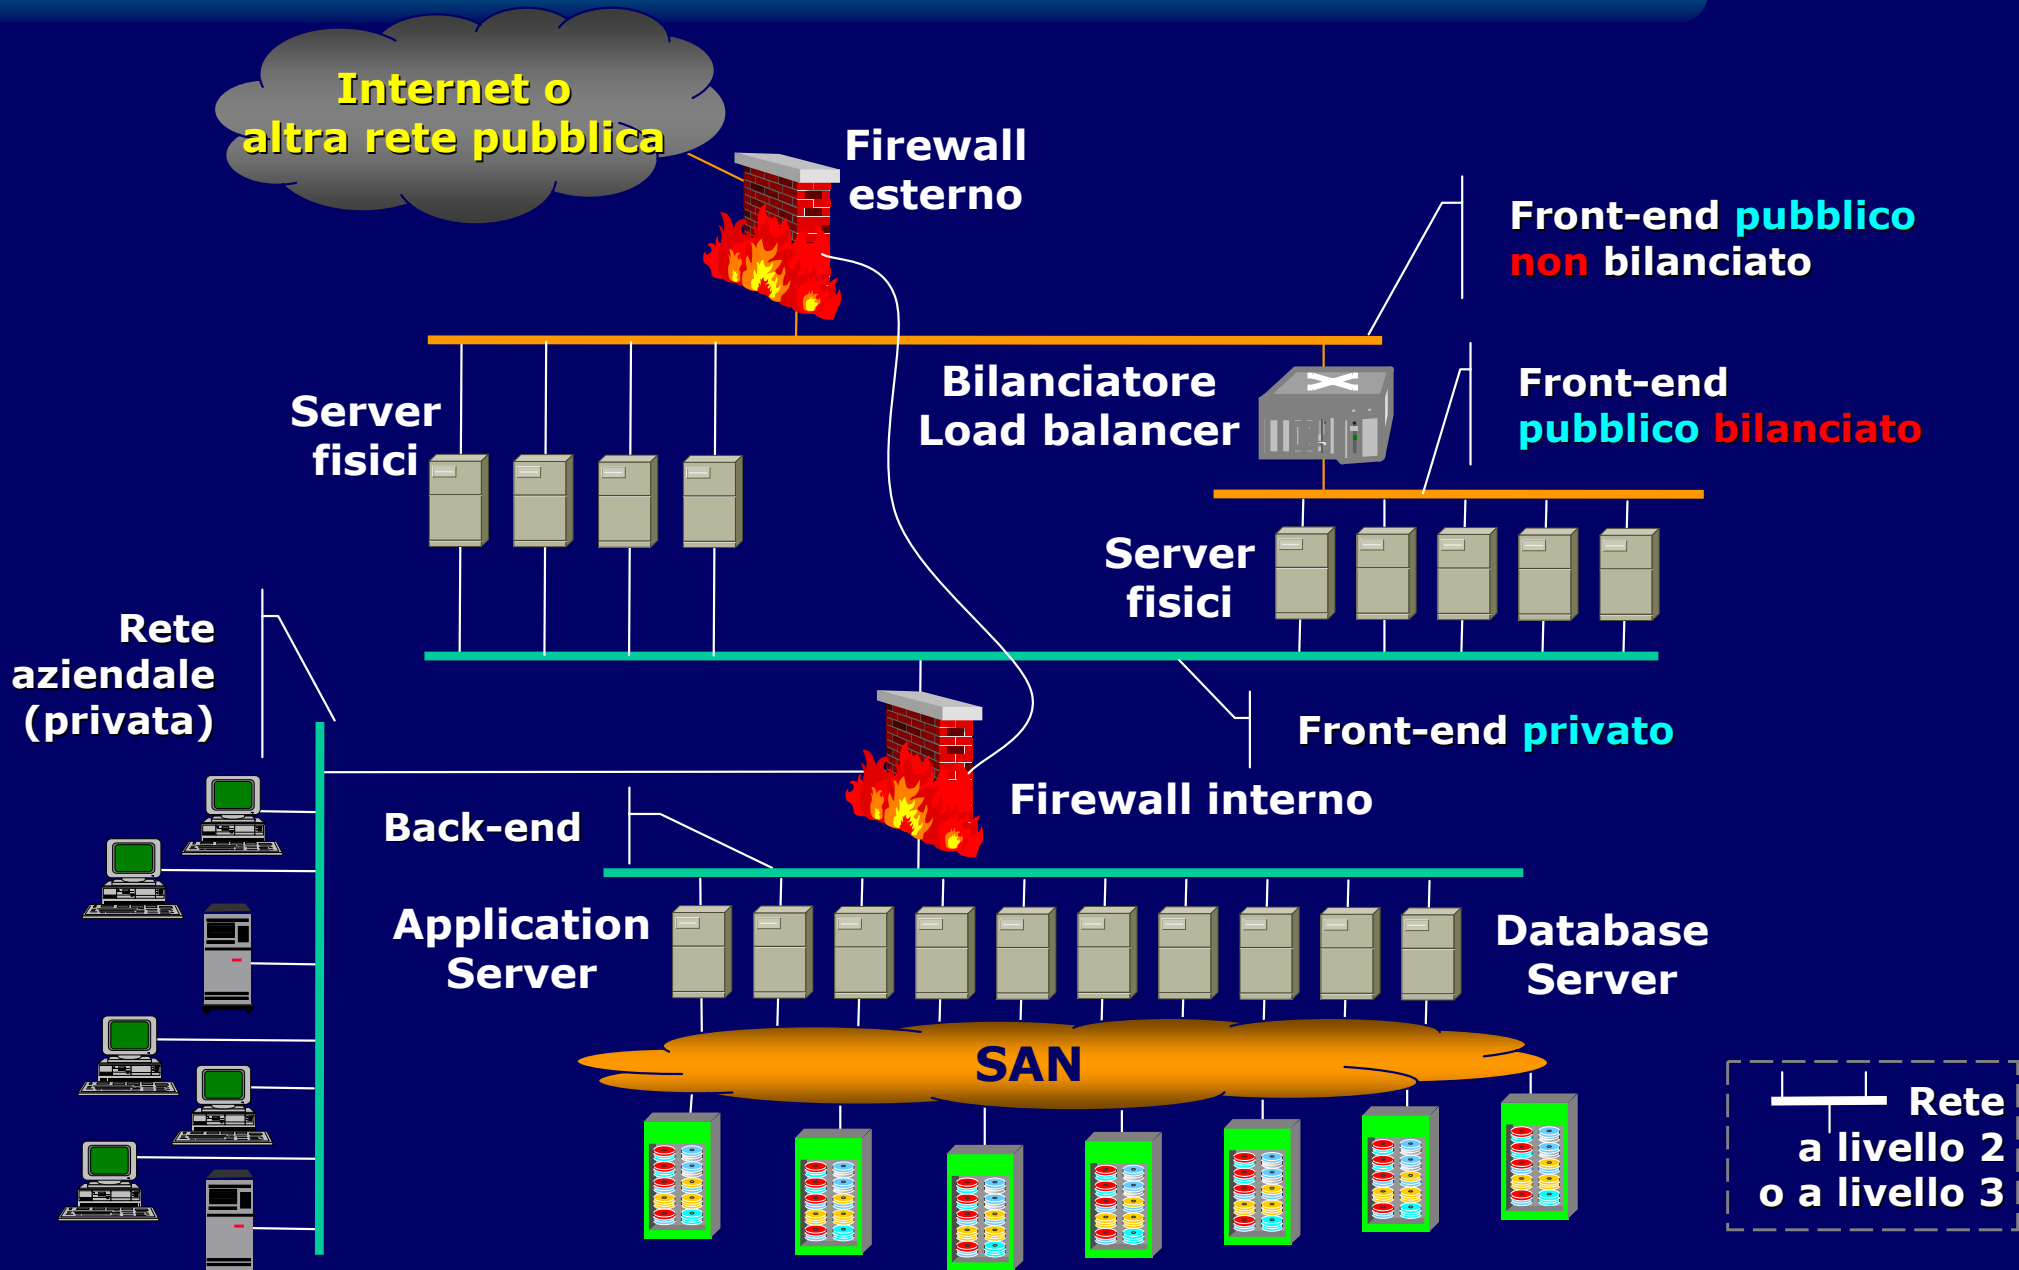 Internet o
altra rete pubblica
Firewall
esterno
Front-end pubblico
non bilanciato
Bilanciatore
Load balancer
Front-end
pubblico bilanciato
Server
fisici
Server
fisici
Rete
aziendale
(privata)
Front-end privato
Firewall interno
Back-end
Application
Server
Database
Server
SAN
Rete
a livello 2
o a livello 3